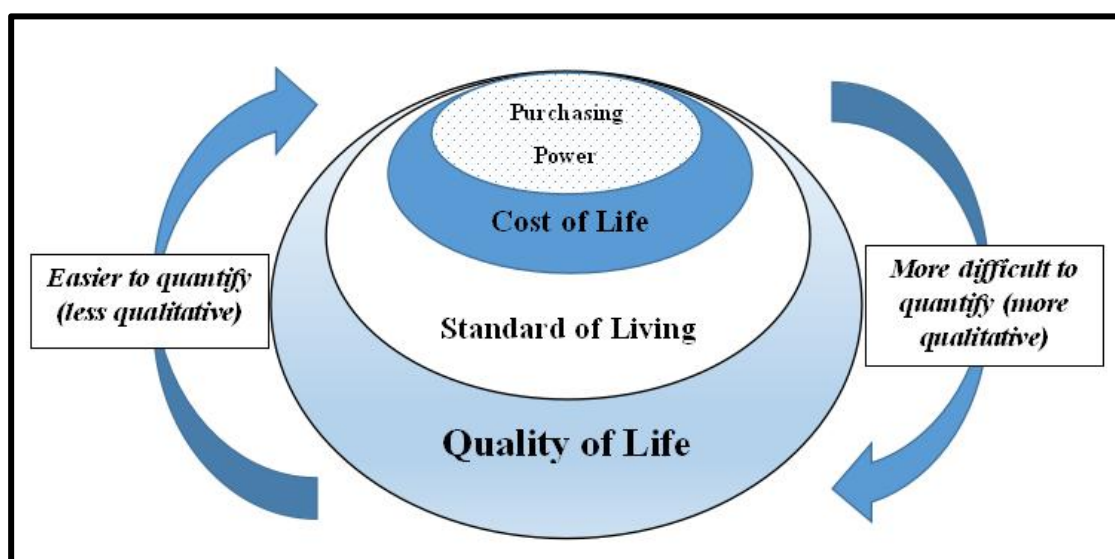 Purchasing
Power
Cost of Life
Easier to quantify
(less qualitative)
More difficult to
quantify (more
qualitative)
Standard of Living
Quality of Life